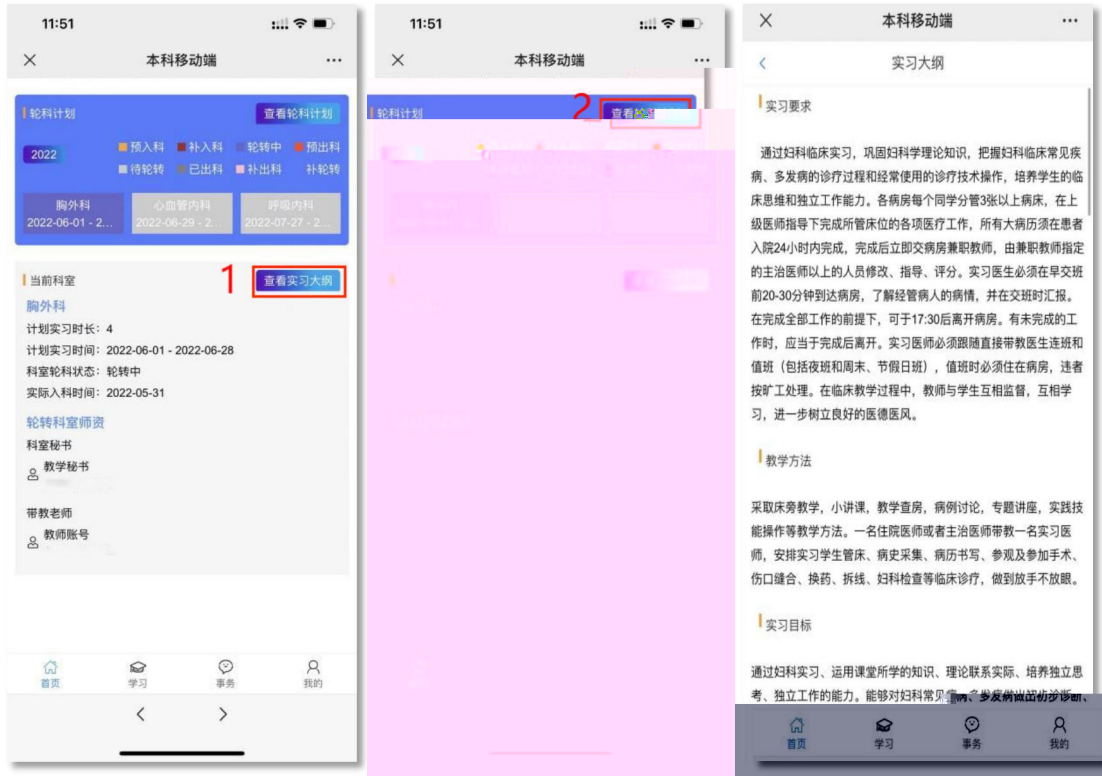 11:51
本科移动端
轮科计划
查看轮科计划
2022
预入科 补入科 轮转中 预出科
待轮转 已出科 补出科 补轮转
胸外科 心血管内科 呼吸内科
2022-06-01 - 2... 2022-06-29 - 2... 2022-07-27 - 2...
当前科室
1
查看实习大纲
胸外科
计划实习时长：4
计划实习时间：2022-06-01 - 2022-06-28
科室轮科状态：轮转中
实际入科时间：2022-05-31
轮转科室师资
科室秘书
教学秘书
带教老师
教师账号
首页 学习 事务 我的
11:51
本科移动端
轮科计划
2
查看轮
本科移动端
实习大纲
实习要求
通过妇科临床实习，巩固妇科学理论知识，把握妇科临床常见疾
病、多发病的诊疗过程和经常使用的诊疗技术操作，培养学生的临
床思维和独立工作能力。各病房每个同学分管3张以上病床，在上
级医师指导下完成所管床位的各项医疗工作，所有大病历须在患者
入院24小时内完成，完成后立即交病房兼职教师，由兼职教师指定
的主治医师以上的人员修改、指导、评分。实习医生必须在早交班
前20-30分钟到达病房，了解经管病人的病情，并在交班时汇报。
在完成全部工作的前提下，可于17:30后离开病房。有未完成的工
作时，应当于完成后离开。实习医师必须跟随直接带教医生连班和
值班（包括夜班和周末、节假日班），值班时必须住在病房，违者
按旷工处理。在临床教学过程中，教师与学生互相监督，互相学
习，进一步树立良好的医德医风。
教学方法
采取床旁教学，小讲课，教学查房，病例讨论，专题讲座，实践技
能操作等教学方法。一名住院医师或者主治医师带教一名实习医
师，安排实习学生管床、病史采集、病历书写、参观及参加手术、
伤口缝合、换药、拆线、妇科检查等临床诊疗，做到放手不放眼。
实习目标
通过妇科实习、运用课堂所学的知识、理论联系实际、培养独立思
考、独立工作的能力。能够对妇科常见病、多发病做出初步诊断、
首页 学习 事务 我的